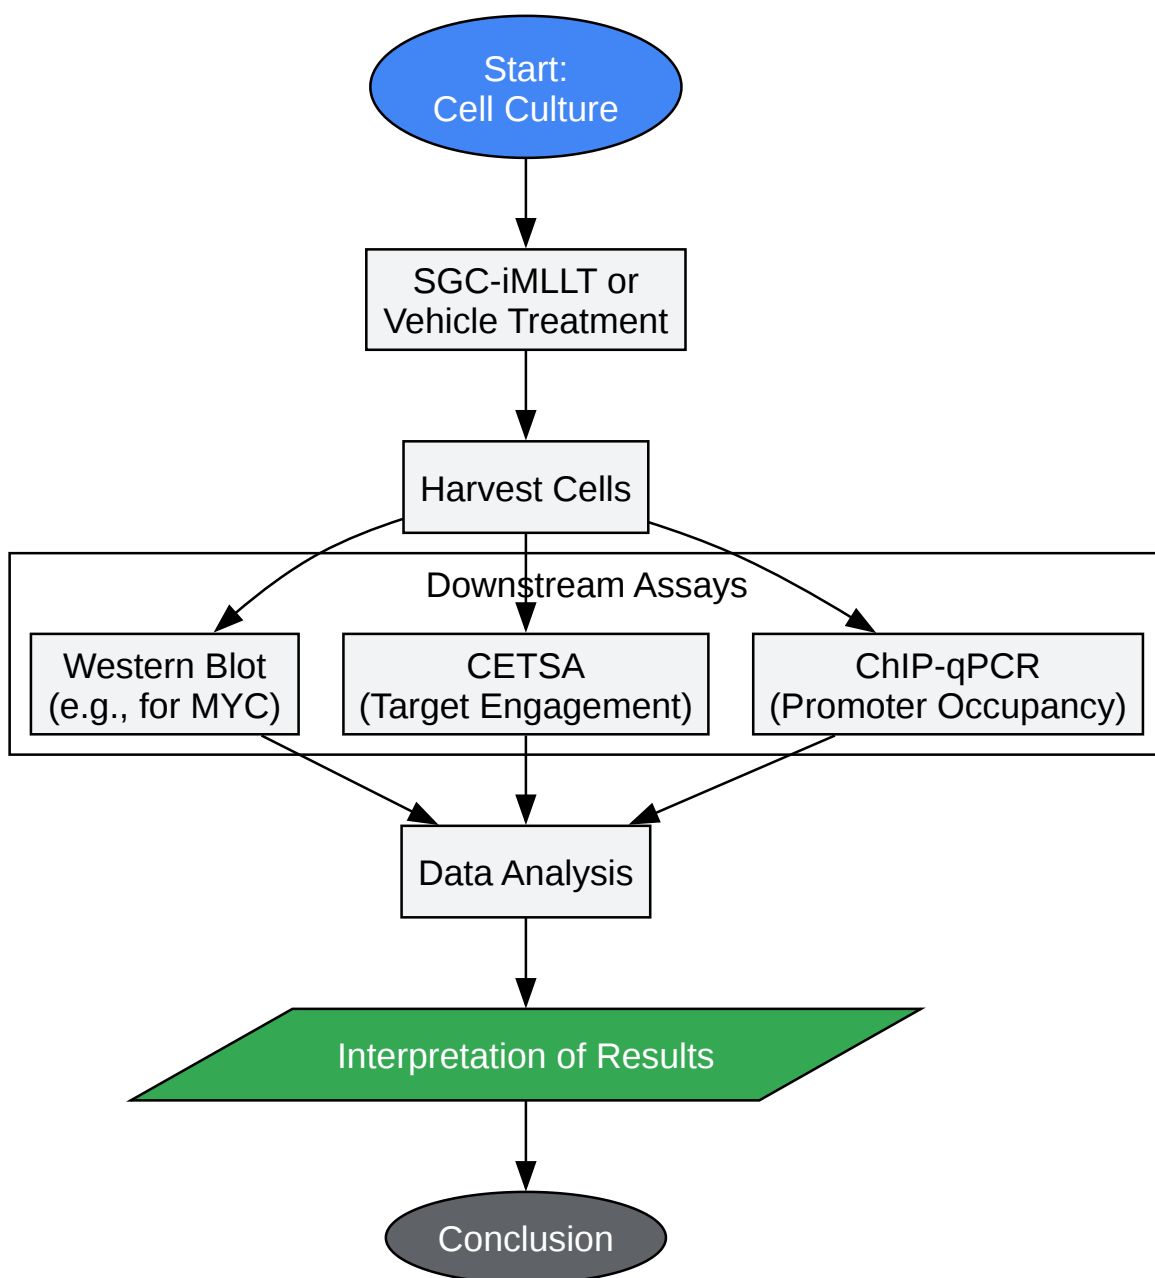 Start:
Cell Culture
SGC-iMLLT or
Vehicle Treatment
Harvest Cells
Downstream Assays
Western Blot
(e.g., for MYC)
CETSA
(Target Engagement)
ChIP-qPCR
(Promoter Occupancy)
Data Analysis
Interpretation of Results
Conclusion